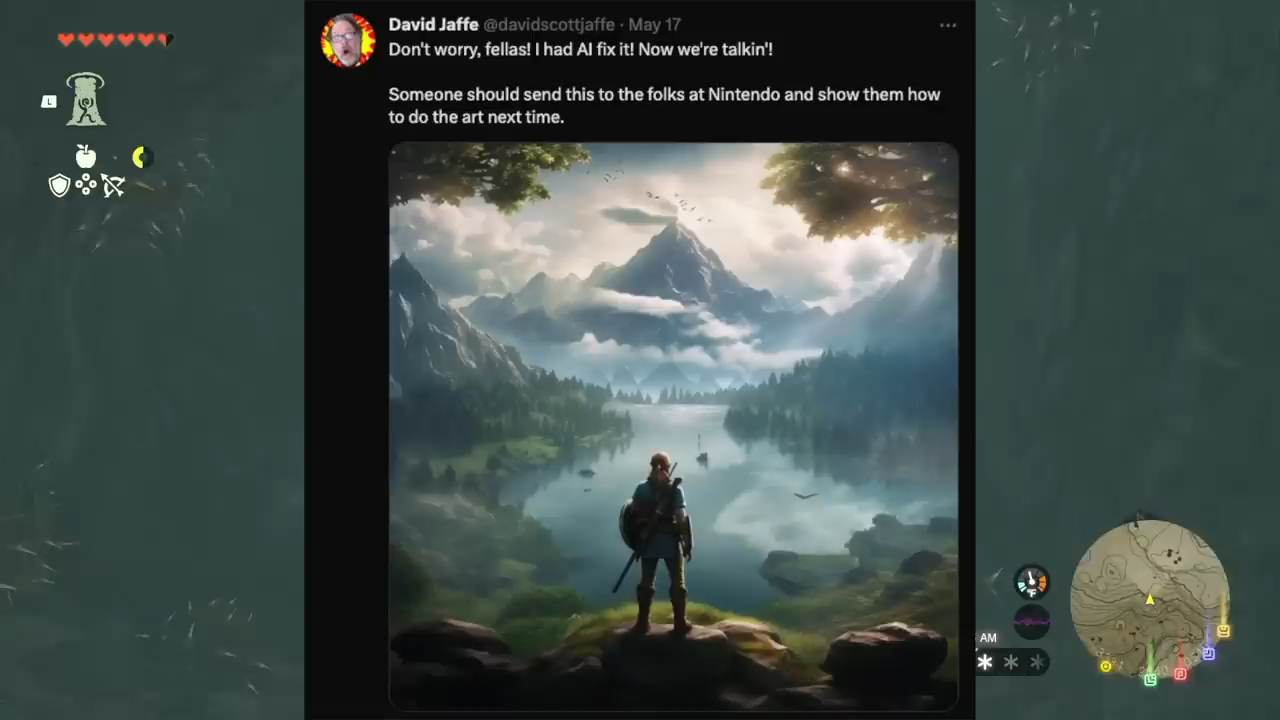 David Jaffe @davidscottjaffe · May 17
Don't worry, fellas! I had AI fix it! Now we're talkin'!
Someone should send this to the folks at Nintendo and show them how
to do the art next time.
L
°F
AM